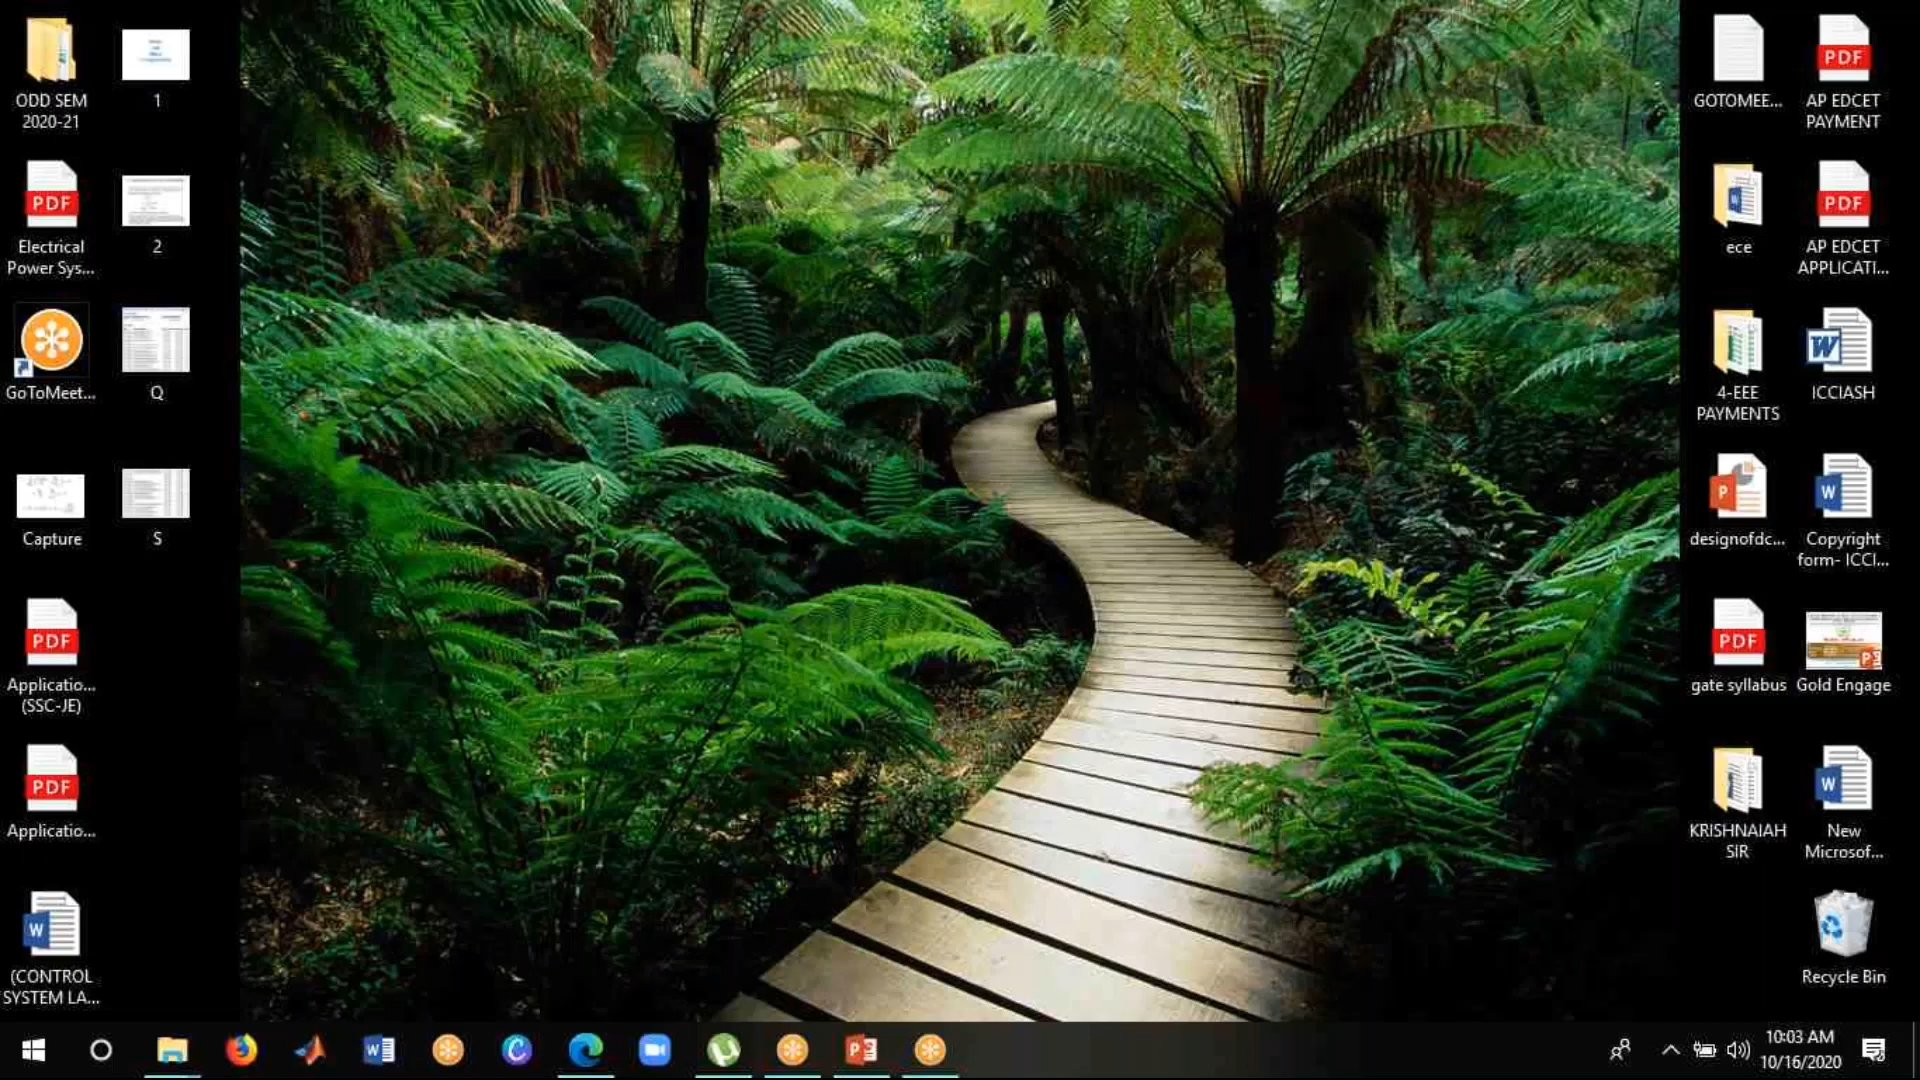 ODD SEM
2020-21
1
PDF
Electrical
Power Sys...
2
GoToMeet...
Q
Capture
S
PDF
Applicatio...
(SSC-JE)
PDF
Applicatio...
W
(CONTROL
SYSTEM LA...
GOTOMEE...
PDF
AP EDCET
PAYMENT
W
ece
PDF
AP EDCET
APPLICATI...
4-EEE
PAYMENTS
W
ICCIASH
P
designofdc...
W
Copyright
form- ICCI...
PDF
gate syllabus
P
Gold Engage
KRISHNAIAH
SIR
W
New
Microsof...
Recycle Bin
W
C
P
10:03 AM
10/16/2020